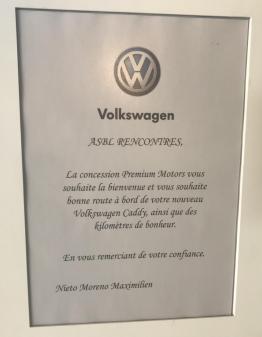 Volkswagen
ASBL RENCONTRES,
La concession Premium Motors vous
souhaite la bienvenue et vous souhaite
bonne route à bord de votre nouveau
Volkswagen Caddy, ainsi que des
kilomètres de bonheur.
En vous remerciant de votre confiance.
Nieto Moreno Maximilien